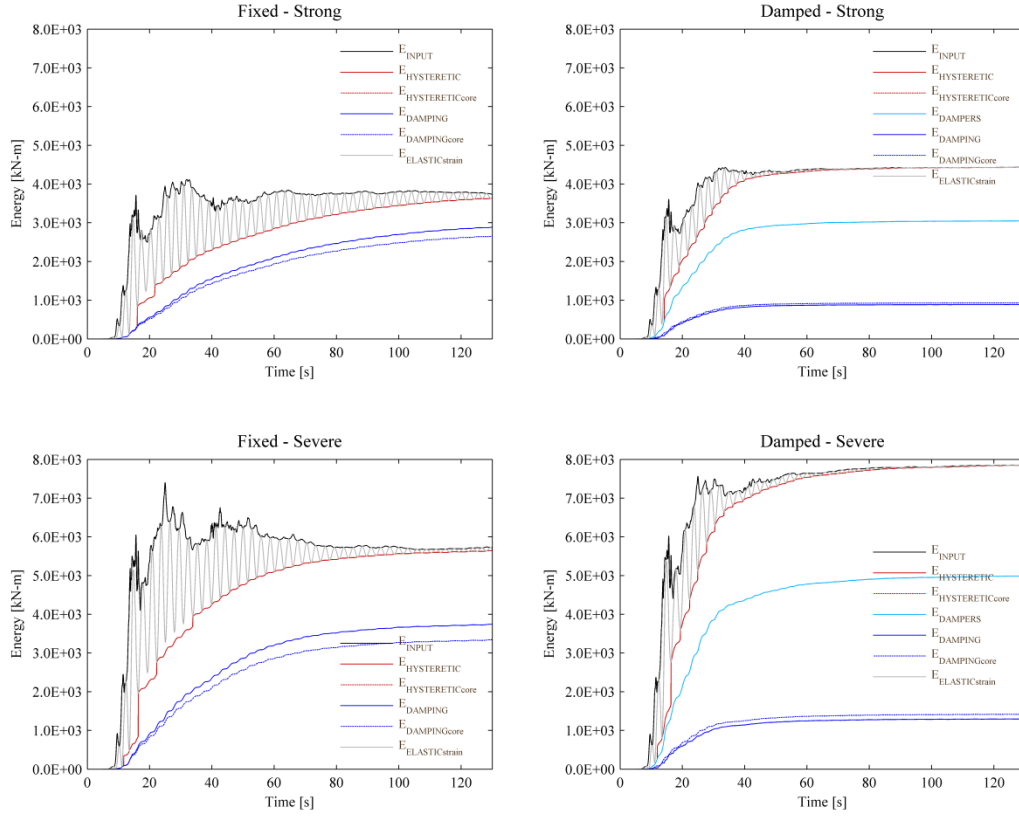 Fixed - Strong
8.0E+03
7.0E+03
6.0E+03
5.0E+03
4.0E+03
3.0E+03
2.0E+03
1.0E+03
0.0E+00
Energy [kN-m]
0 20 40 60 80 100 120
Time [s]
E_INPUT
E_HYSTERETIC
E_HYSTERETICcore
E_DAMPING
E_DAMPINGcore
E_ELASTICstrain
Damped - Strong
8.0E+03
7.0E+03
6.0E+03
5.0E+03
4.0E+03
3.0E+03
2.0E+03
1.0E+03
0.0E+00
Energy [kN-m]
0 20 40 60 80 100 120
Time [s]
E_INPUT
E_HYSTERETIC
E_HYSTERETICcore
E_DAMPERS
E_DAMPING
E_DAMPINGcore
E_ELASTICstrain
Fixed - Severe
8.0E+03
7.0E+03
6.0E+03
5.0E+03
4.0E+03
3.0E+03
2.0E+03
1.0E+03
0.0E+00
Energy [kN-m]
0 20 40 60 80 100 120
Time [s]
E_INPUT
E_HYSTERETIC
E_HYSTERETICcore
E_DAMPING
E_DAMPINGcore
E_ELASTICstrain
Damped - Severe
8.0E+03
7.0E+03
6.0E+03
5.0E+03
4.0E+03
3.0E+03
2.0E+03
1.0E+03
0.0E+00
Energy [kN-m]
0 20 40 60 80 100 120
Time [s]
E_INPUT
E_HYSTERETIC
E_HYSTERETICcore
E_DAMPERS
E_DAMPING
E_DAMPINGcore
E_ELASTICstrain